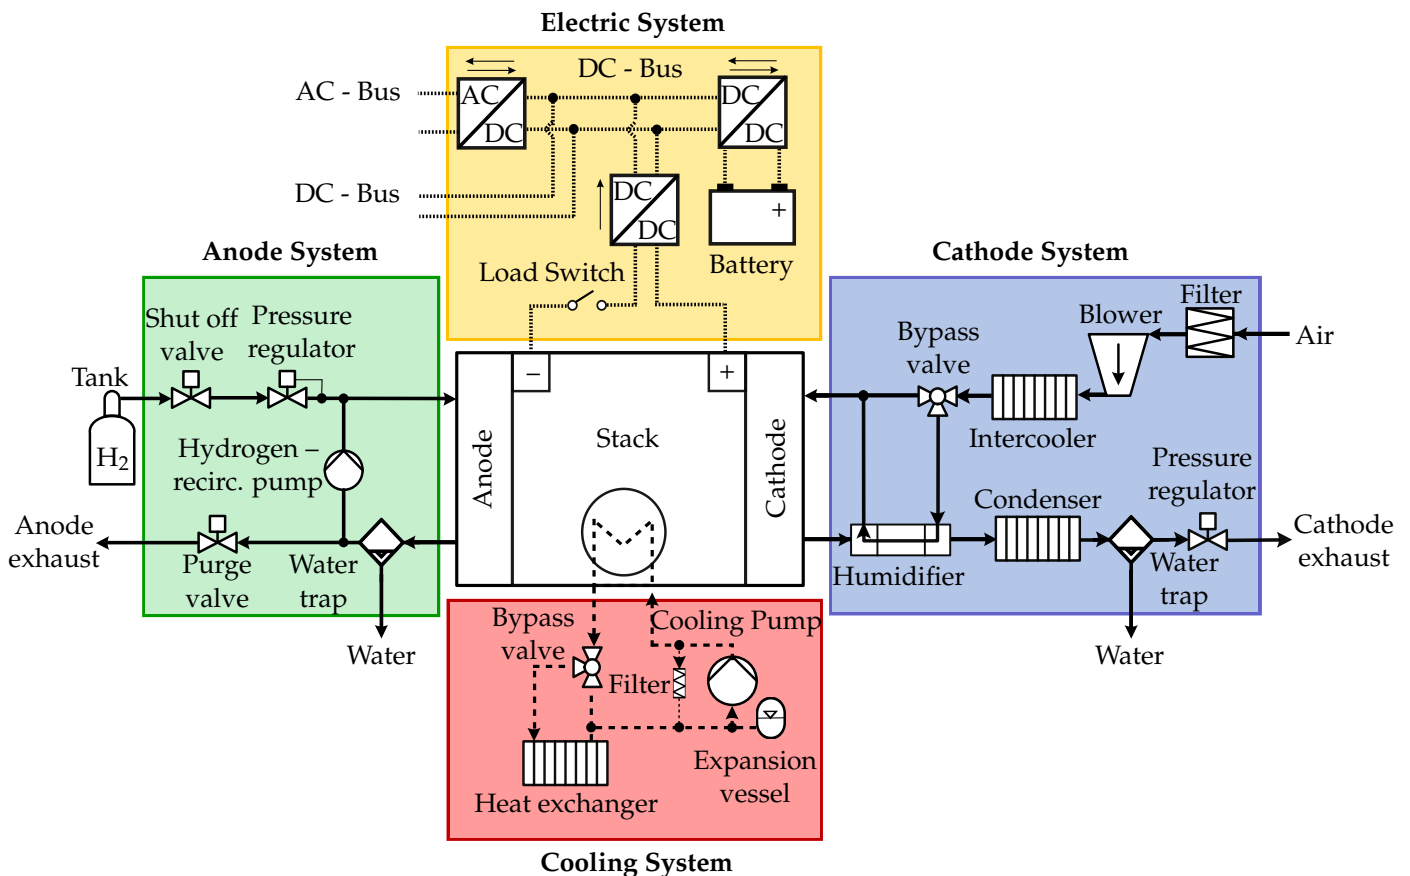 Electric System
AC - Bus
DC - Bus
AC
DC
DC
DC
DC - Bus
DC
DC
+
Battery
Load Switch
Anode System
Shut off
valve
Pressure
regulator
Tank
H2
Hydrogen –
recirc. pump
Anode
exhaust
Purge
valve
Water
trap
Water
Anode
–
+
Stack
Cathode
Cathode System
Filter
Blower
Air
Bypass
valve
Intercooler
Pressure
regulator
Condenser
Cathode
exhaust
Humidifier
Water
trap
Water
Bypass
valve
Cooling Pump
Filter
Expansion
vessel
Heat exchanger
Cooling System